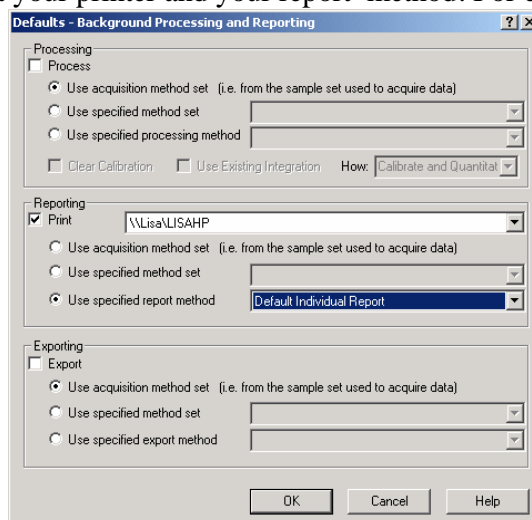 your printer and your report method. For
Defaults - Background Processing and Reporting
Processing
Process
Use acquisition method set (i.e. from the sample set used to acquire data)
Use specified method set
Use specified processing method
Clear Calibration Use Existing Integration How: Calibrate and Quantitat
Reporting
Print \\Lisa\LISAHP
Use acquisition method set (i.e. from the sample set used to acquire data)
Use specified method set
Use specified report method Default Individual Report
Exporting
Export
Use acquisition method set (i.e. from the sample set used to acquire data)
Use specified method set
Use specified export method
OK Cancel Help